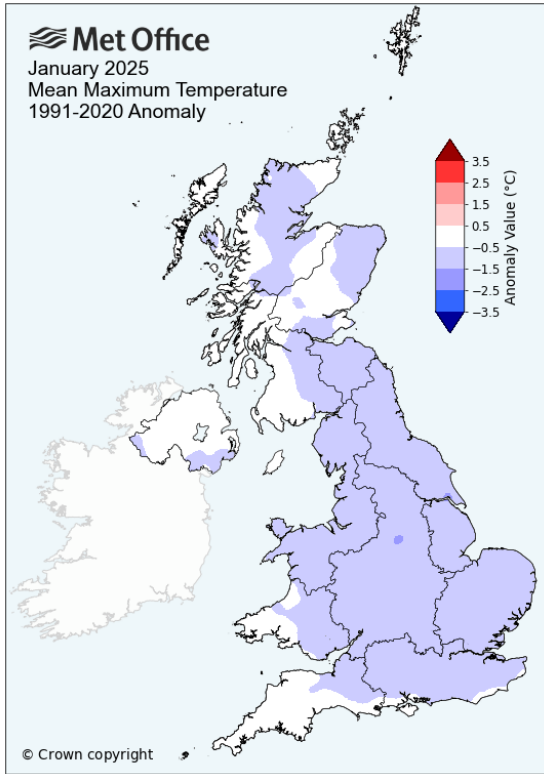 Met Office
January 2025
Mean Maximum Temperature
1991-2020 Anomaly
3.5
2.5
1.5
0.5
−0.5
−1.5
−2.5
−3.5
Anomaly Value (°C)
© Crown copyright